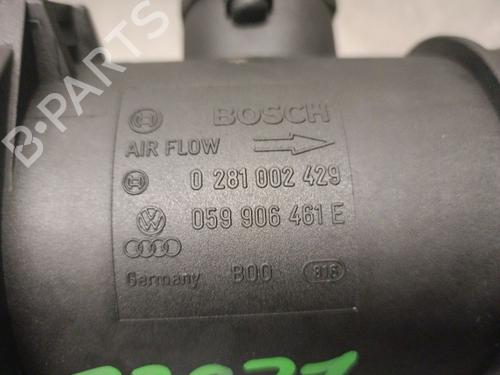 BOSCH
AIR FLOW
0 281 002 429
059 906 461 E
Germany B00 816
B-PARTS